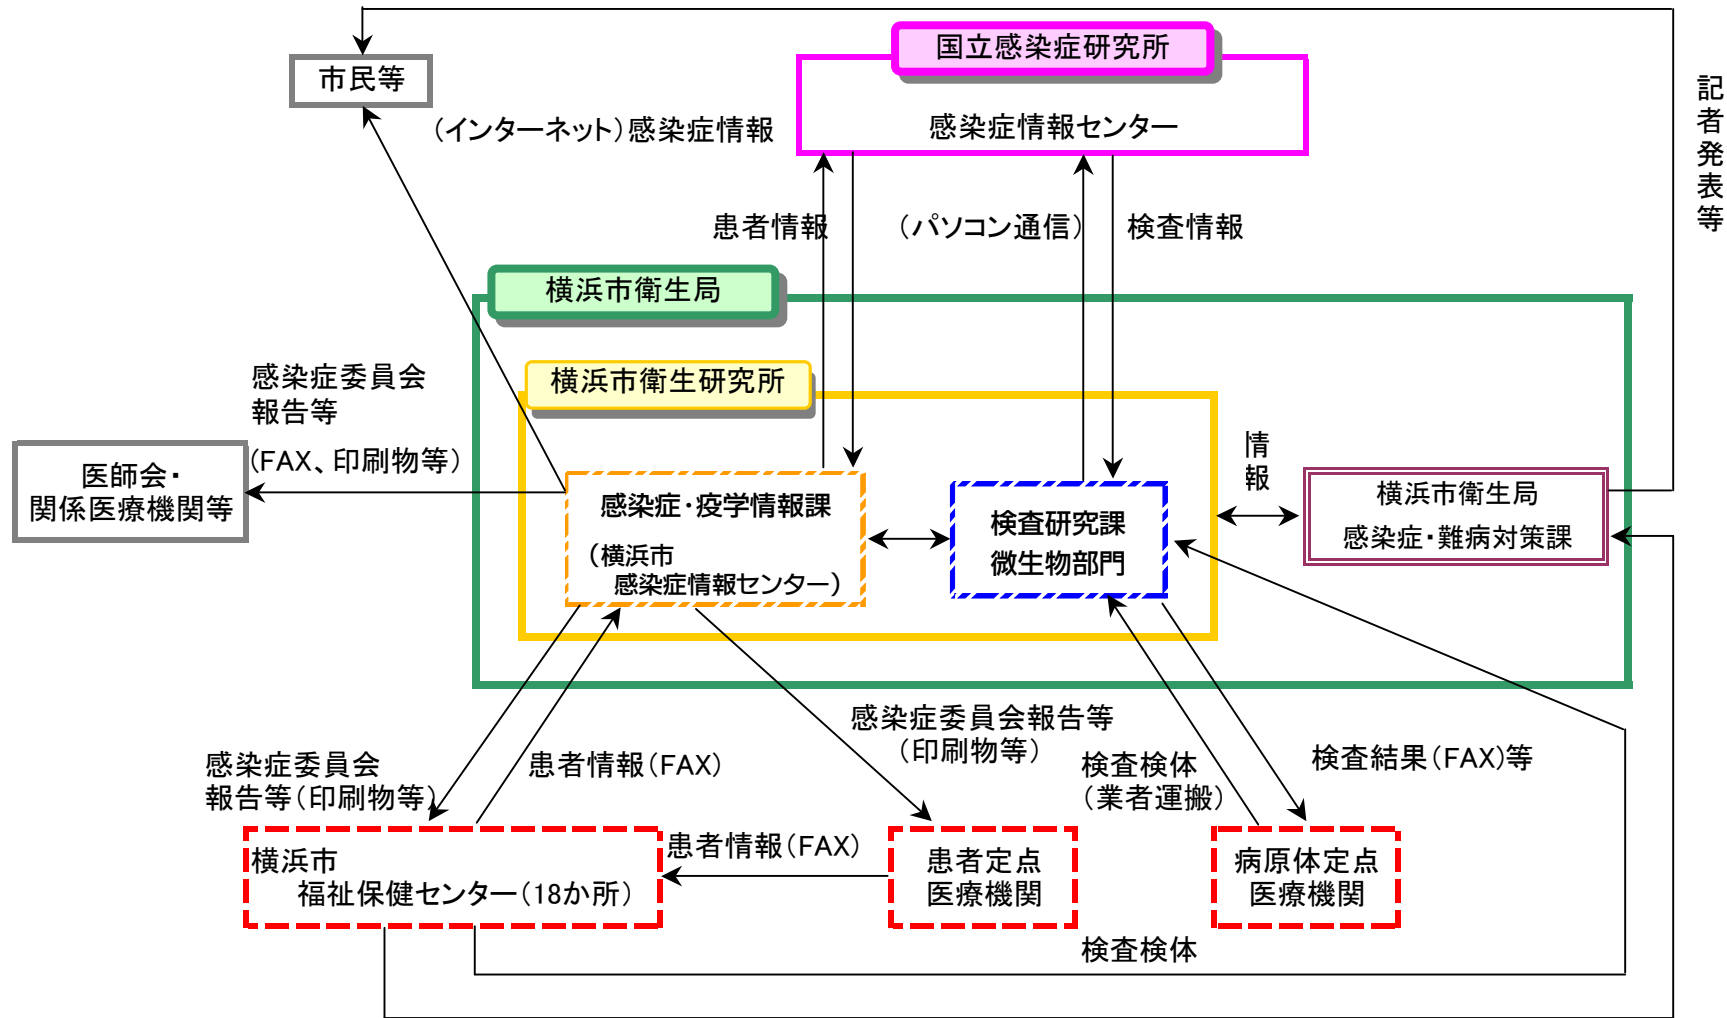 国立感染症研究所
市民等
(インターネット)感染症情報
感染症情報センター
記者発表等
患者情報
(パソコン通信)
検査情報
横浜市衛生局
感染症委員会
報告等
(FAX、印刷物等)
横浜市衛生研究所
医師会・
関係医療機関等
感染症・疫学情報課
(横浜市
感染症情報センター)
検査研究課
微生物部門
情報
横浜市衛生局
感染症・難病対策課
感染症委員会
報告等(印刷物等)
患者情報(FAX)
感染症委員会報告等
(印刷物等)
検査検体
(業者運搬)
検査結果(FAX)等
横浜市
福祉保健センター(18か所)
患者情報(FAX)
患者定点
医療機関
病原体定点
医療機関
検査検体